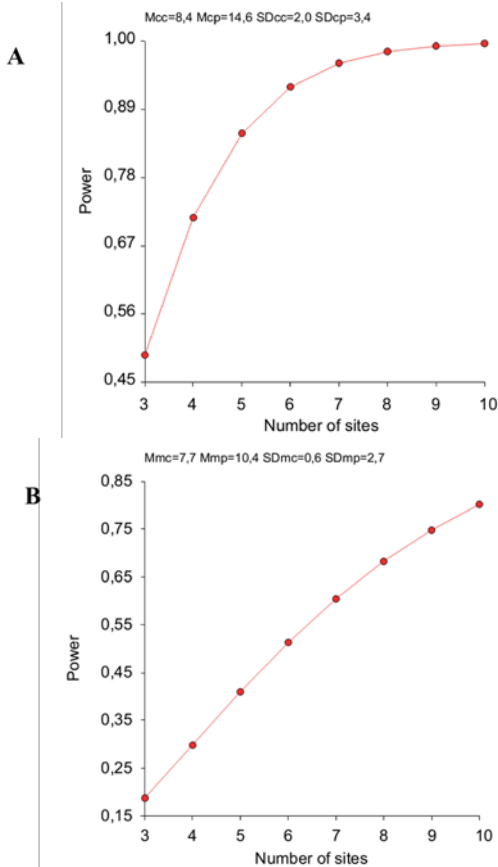 Mcc=8,4 Mcp=14,6 SDcc=2,0 SDcp=3,4
A
1,00
0,89
0,78
Power
0,67
0,56
0,45
3 4 5 6 7 8 9 10
Number of sites
Mmc=7,7 Mmp=10,4 SDmc=0,6 SDmp=2,7
B
0,85
0,75
0,65
0,55
Power
0,45
0,35
0,25
0,15
3 4 5 6 7 8 9 10
Number of sites